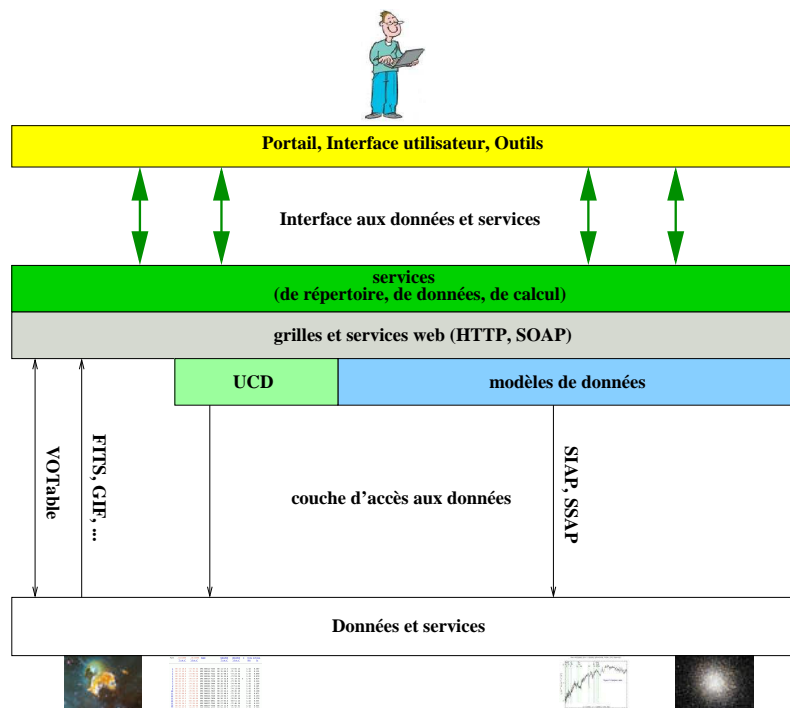 Portail, Interface utilisateur, Outils
Interface aux données et services
services
(de répertoire, de données, de calcul)
grilles et services web (HTTP, SOAP)
UCD
modèles de données
VOTable
FITS, GIF, ...
couche d'accès aux données
SIAP, SSAP
Données et services